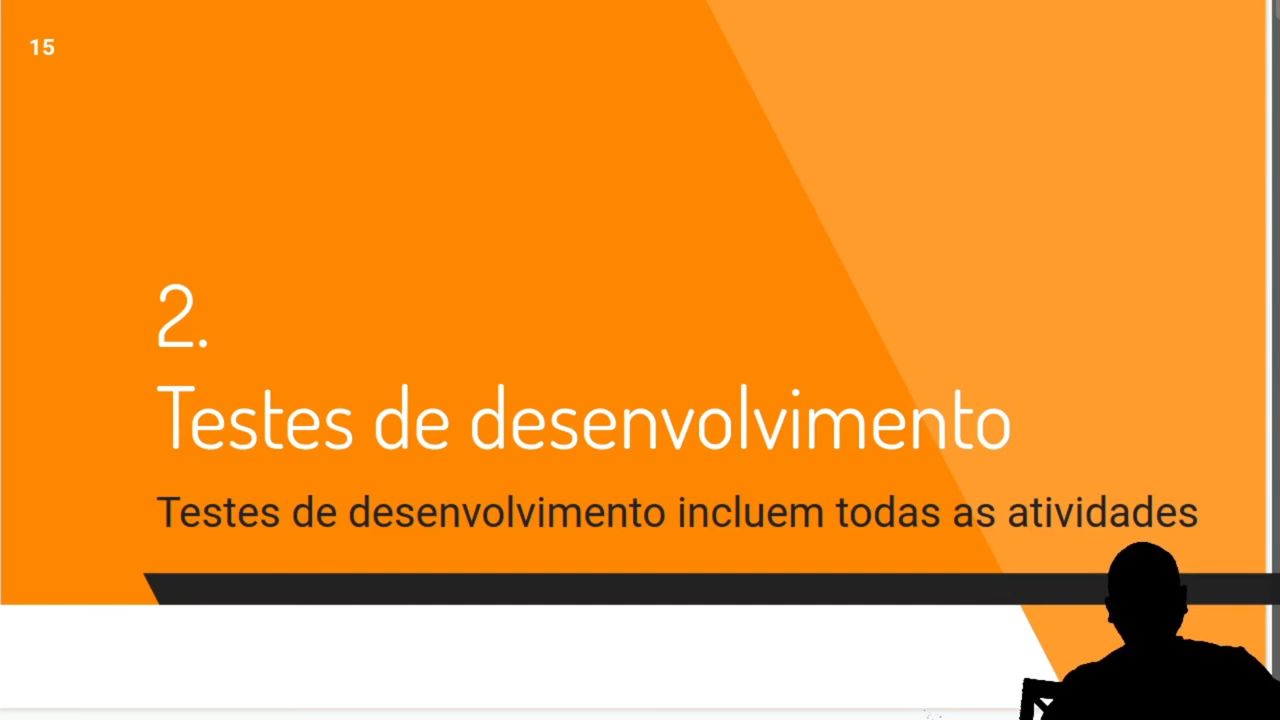 15
2.
Testes de desenvolvimento
Testes de desenvolvimento incluem todas as atividades